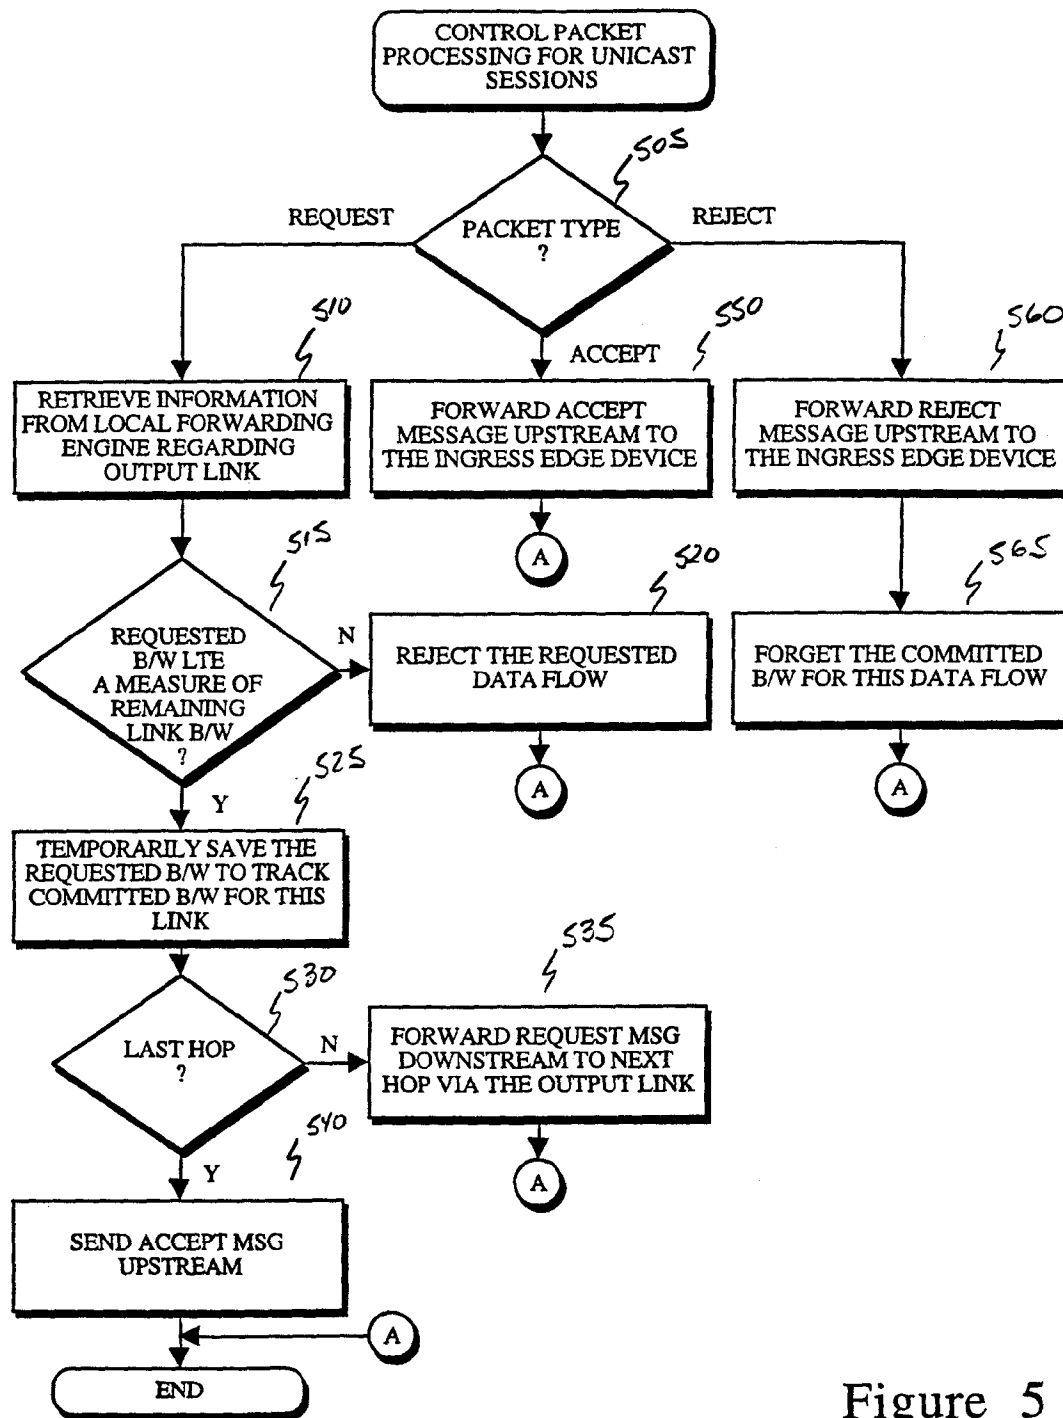 CONTROL PACKET
PROCESSING FOR UNICAST
SESSIONS
505
REQUEST
PACKET TYPE
?
REJECT
510
ACCEPT
550
560
RETRIEVE INFORMATION
FROM LOCAL FORWARDING
ENGINE REGARDING
OUTPUT LINK
FORWARD ACCEPT
MESSAGE UPSTREAM TO
THE INGRESS EDGE DEVICE
FORWARD REJECT
MESSAGE UPSTREAM TO
THE INGRESS EDGE DEVICE
A
515
520
565
REQUESTED
B/W LTE
A MEASURE OF
REMAINING
LINK B/W
?
N
REJECT THE REQUESTED
DATA FLOW
FORGET THE COMMITTED
B/W FOR THIS DATA FLOW
A
A
Y
525
TEMPORARILY SAVE THE
REQUESTED B/W TO TRACK
COMMITTED B/W FOR THIS
LINK
530
535
LAST HOP
?
N
FORWARD REQUEST MSG
DOWNSTREAM TO NEXT
HOP VIA THE OUTPUT LINK
A
Y
540
SEND ACCEPT MSG
UPSTREAM
A
END
Figure 5